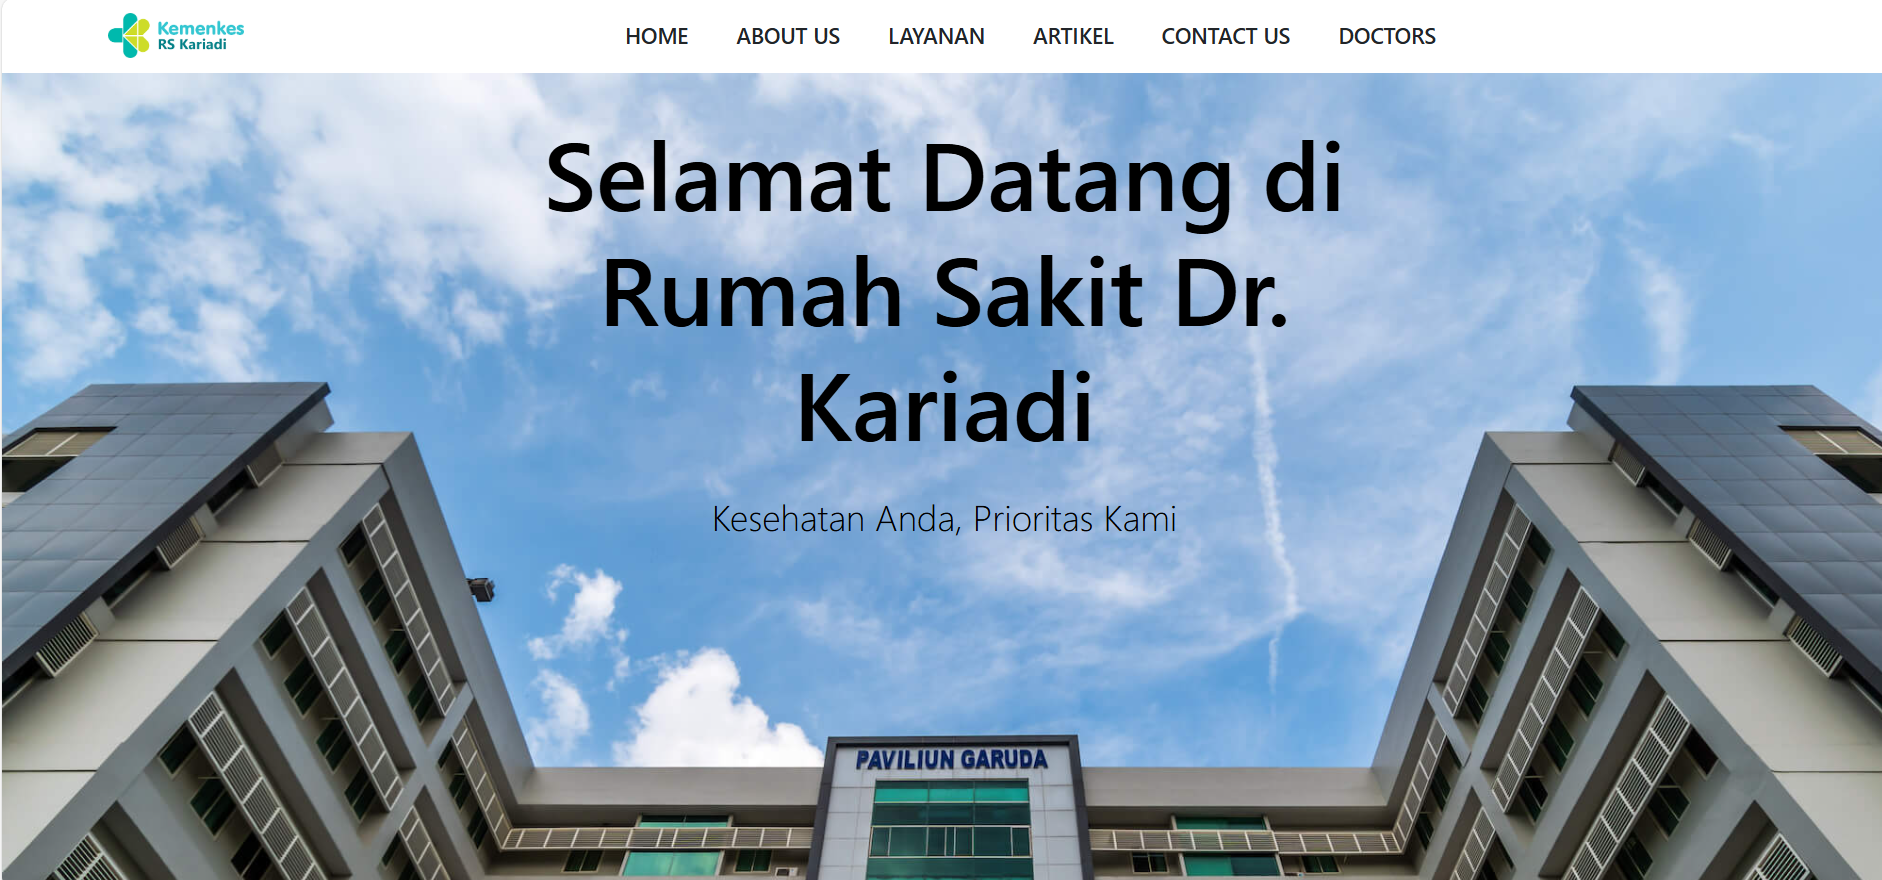 Kemenkes
RS Kariadi
HOME ABOUT US LAYANAN ARTIKEL CONTACT US DOCTORS
Selamat Datang di
Rumah Sakit Dr.
Kariadi
Kesehatan Anda, Prioritas Kami
PAVILIUN GARUDA